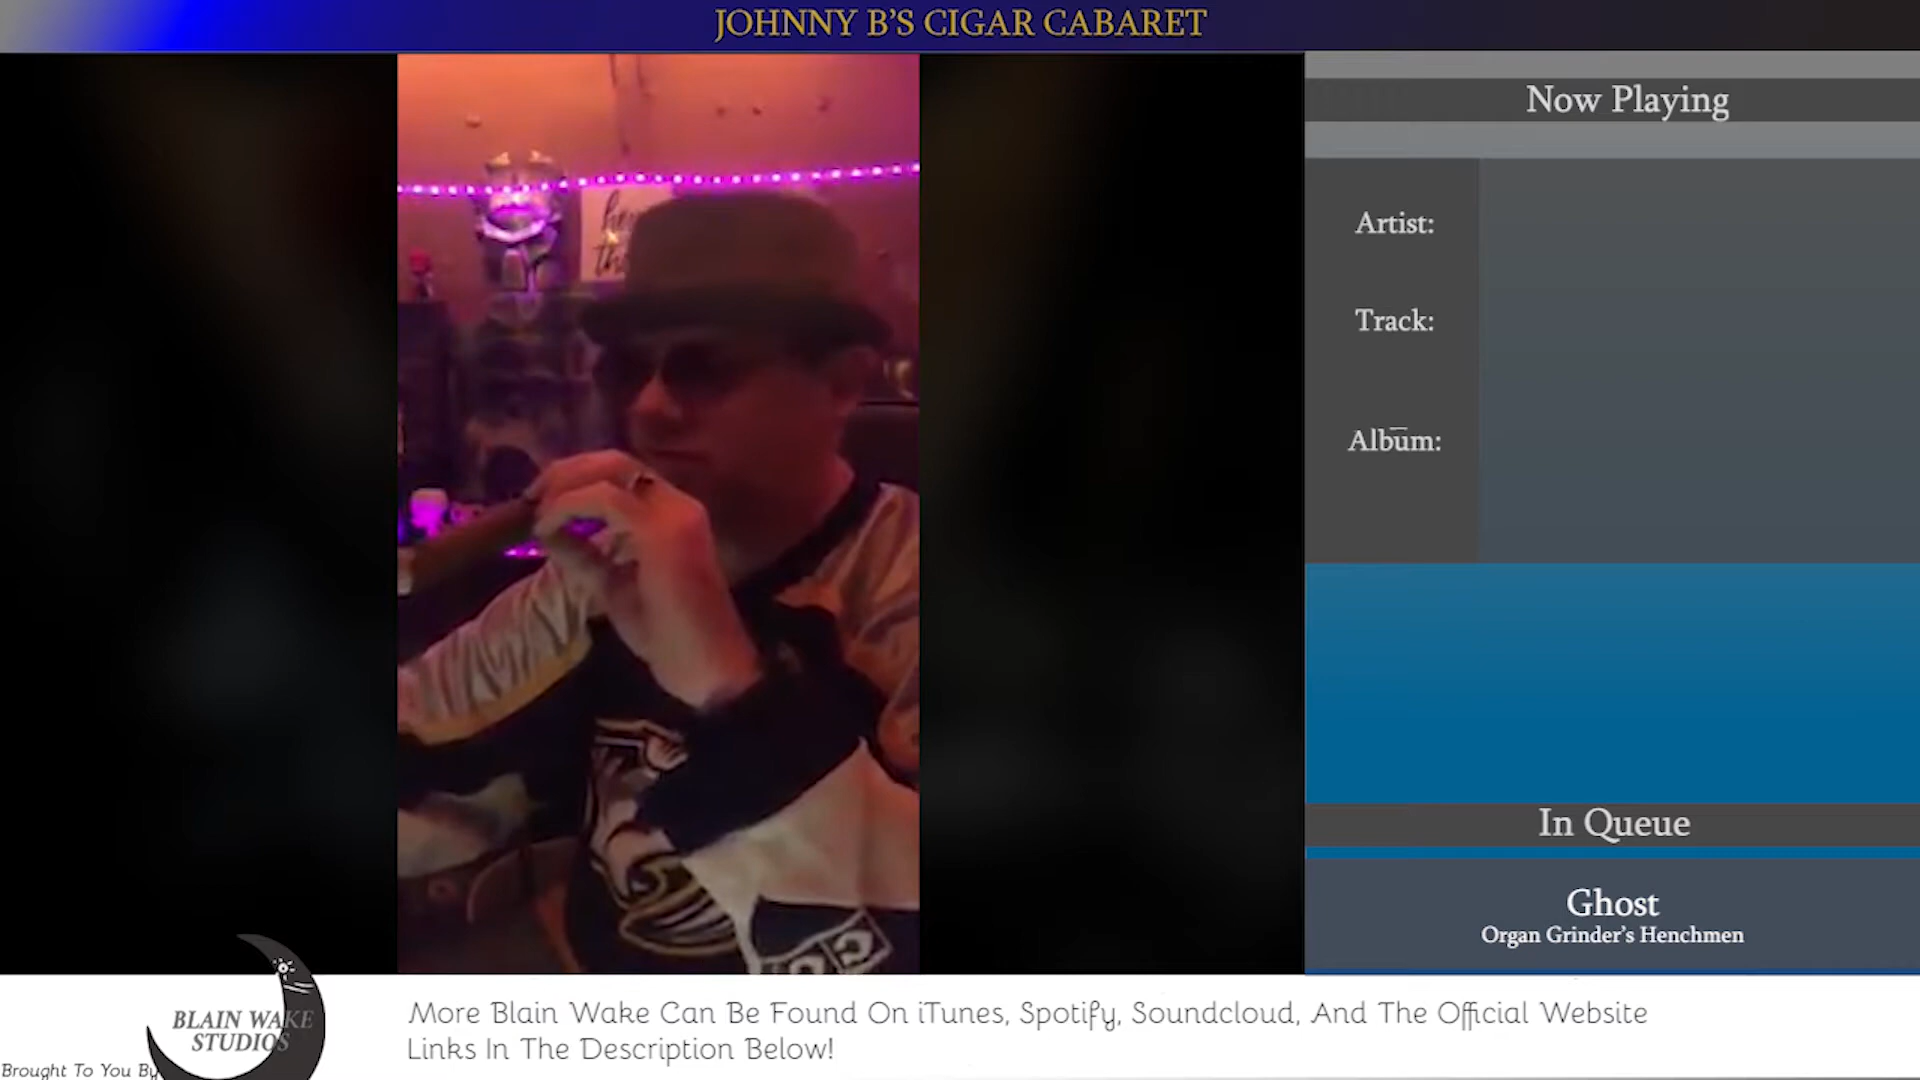 JOHNNY B'S CIGAR CABARET
Now Playing
Artist:
Track:
Album:
In Queue
Ghost
Organ Grinder's Henchmen
BLAIN WAKE
STUDIOS
Brought To You By
More Blain Wake Can Be Found On iTunes, Spotify, Soundcloud, And The Official Website
Links In The Description Below!